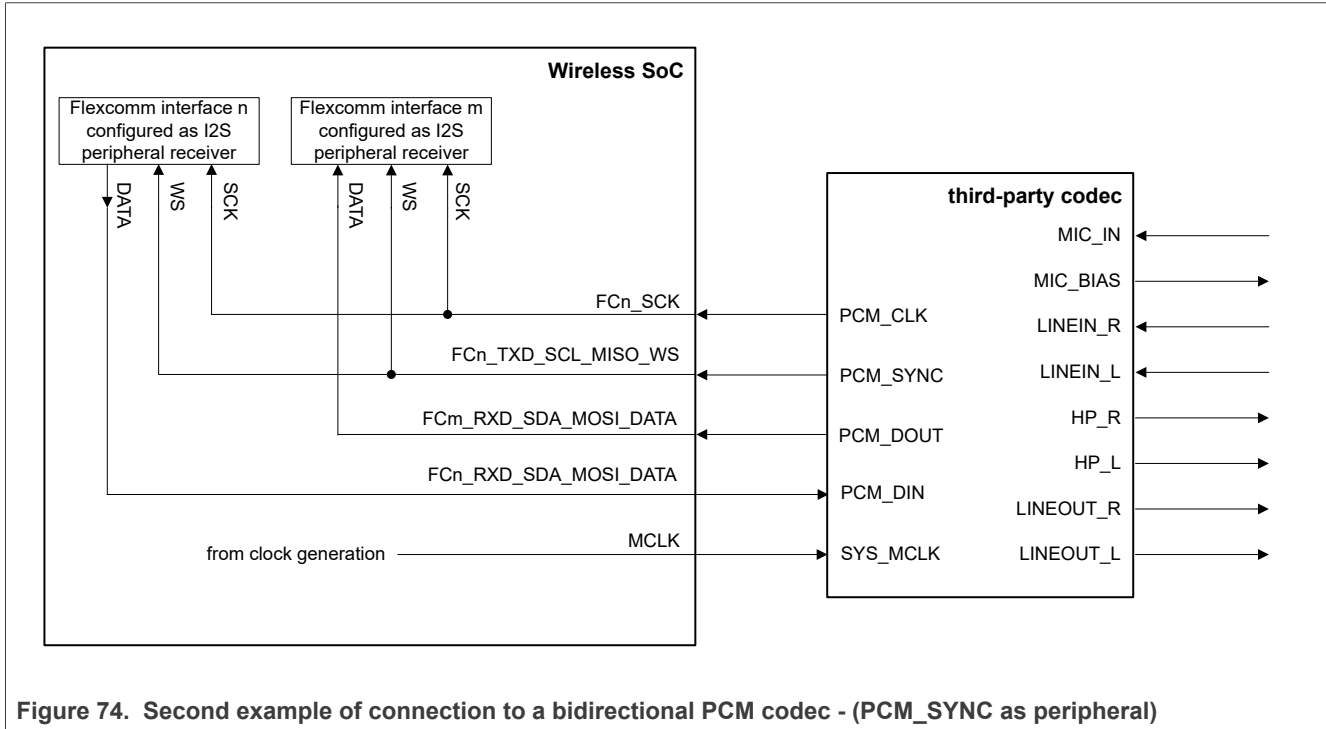 Wireless SoC
Flexcomm interface n
configured as I2S
peripheral receiver
Flexcomm interface m
configured as I2S
peripheral receiver
DATA
WS
SCK
DATA
WS
SCK
FCn_SCK
FCn_TXD_SCL_MISO_WS
FCm_RXD_SDA_MOSI_DATA
FCn_RXD_SDA_MOSI_DATA
from clock generation
MCLK
third-party codec
PCM_CLK
PCM_SYNC
PCM_DOUT
PCM_DIN
SYS_MCLK
MIC_IN
MIC_BIAS
LINEIN_R
LINEIN_L
HP_R
HP_L
LINEOUT_R
LINEOUT_L
Figure 74. Second example of connection to a bidirectional PCM codec - (PCM_SYNC as peripheral)